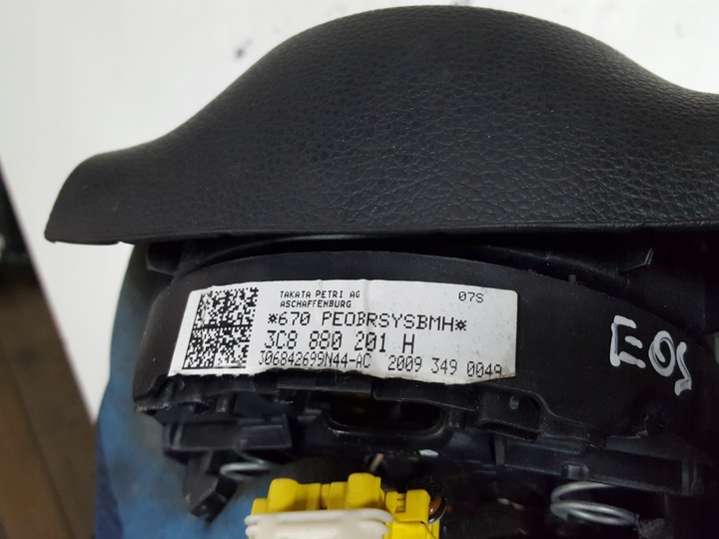 TAKATA PETRI AG 07S
ASCHAFFENBURG
*670 PEOBRSYSBMH*
3C8 880 201 H
306842699N44-AC 2009 349 0049
EOS